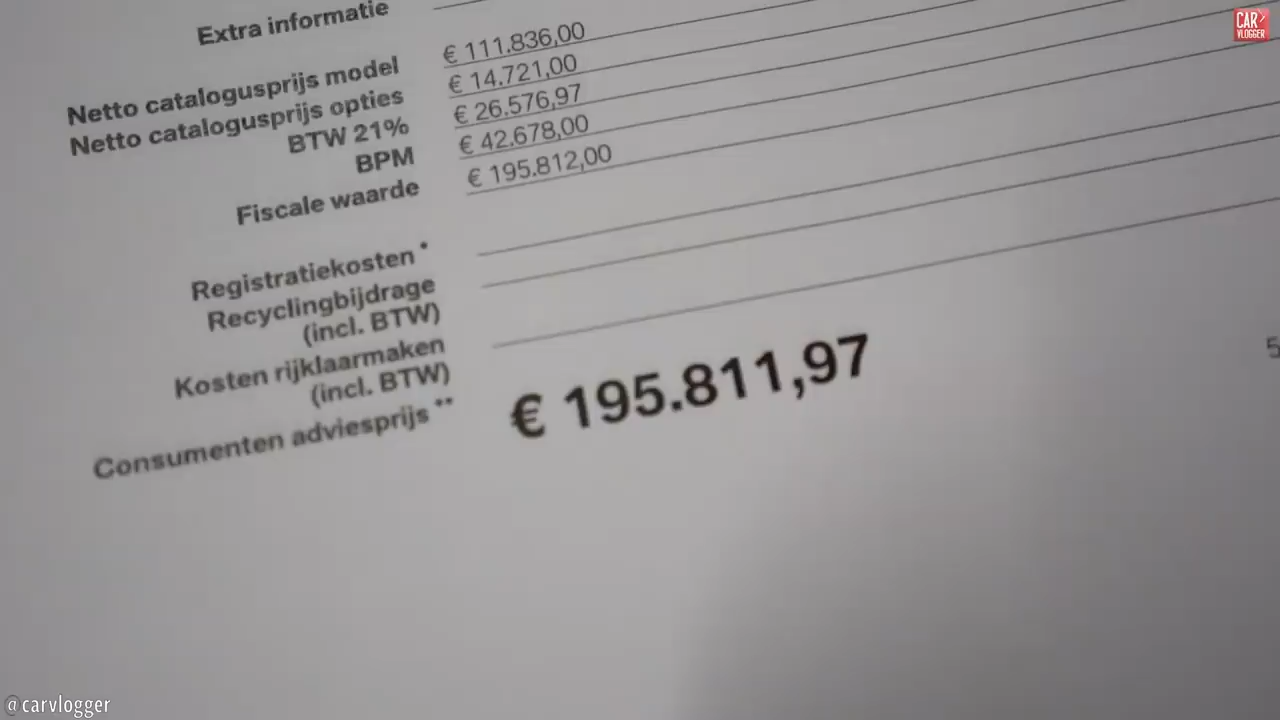 Extra informatie
Netto catalogusprijs model € 111.836,00
Netto catalogusprijs opties € 14.721,00
BTW 21% € 26.576,97
BPM € 42.678,00
Fiscale waarde € 195.812,00
Registratiekosten *
Recyclingbijdrage
(incl. BTW)
Kosten rijklaarmaken
(incl. BTW)
Consumenten adviesprijs ** € 195.811,97
5
CAR
VLOGGER
@carvlogger